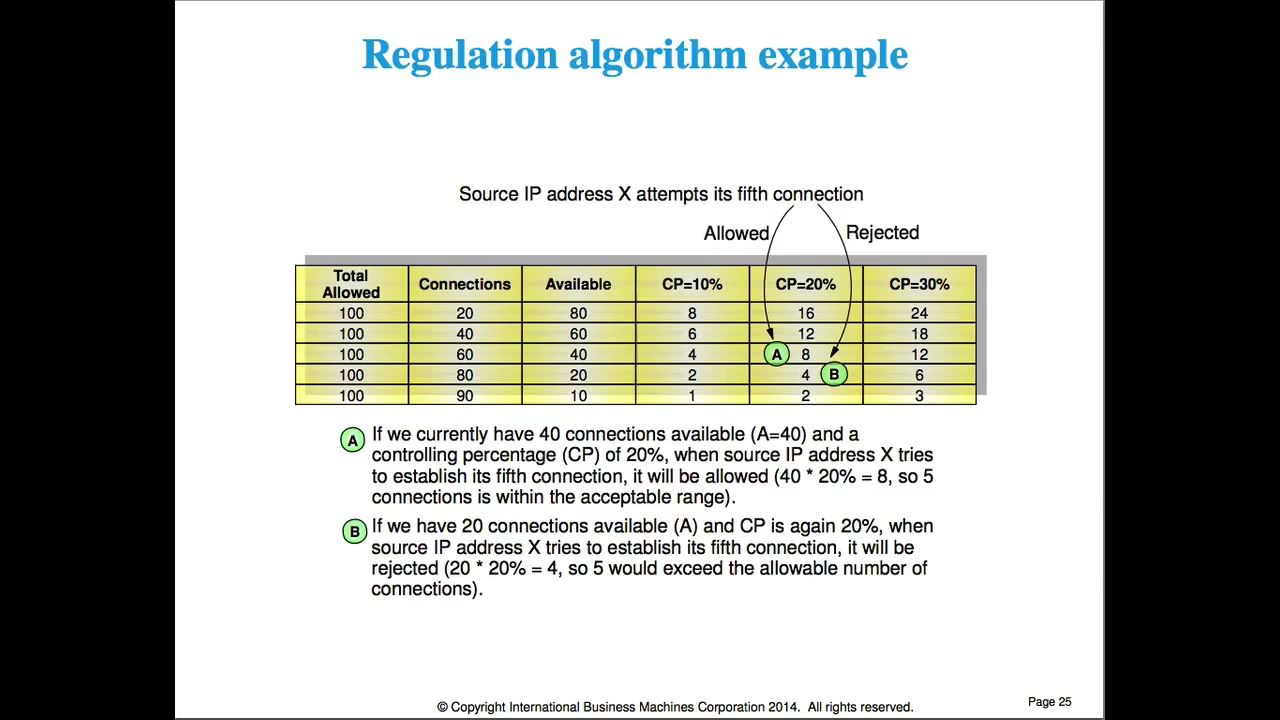 Regulation algorithm example
Source IP address X attempts its fifth connection
Allowed
Rejected
Total Allowed Connections Available CP=10% CP=20% CP=30%
100 20 80 8 16 24
100 40 60 6 12 18
100 60 40 4 A 8 12
100 80 20 2 4 B 6
100 90 10 1 2 3
A If we currently have 40 connections available (A=40) and a
controlling percentage (CP) of 20%, when source IP address X tries
to establish its fifth connection, it will be allowed (40 * 20% = 8, so 5
connections is within the acceptable range).
B If we have 20 connections available (A) and CP is again 20%, when
source IP address X tries to establish its fifth connection, it will be
rejected (20 * 20% = 4, so 5 would exceed the allowable number of
connections).
© Copyright International Business Machines Corporation 2014. All rights reserved.
Page 25